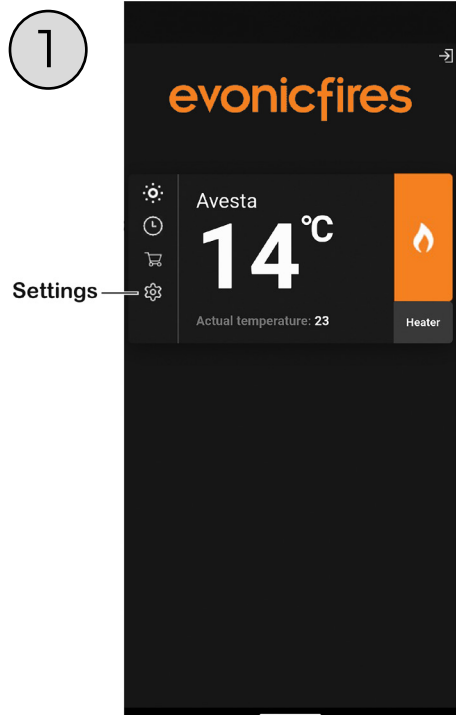 1
evonicfires
Avesta
14°C
Settings
Actual temperature: 23
Heater